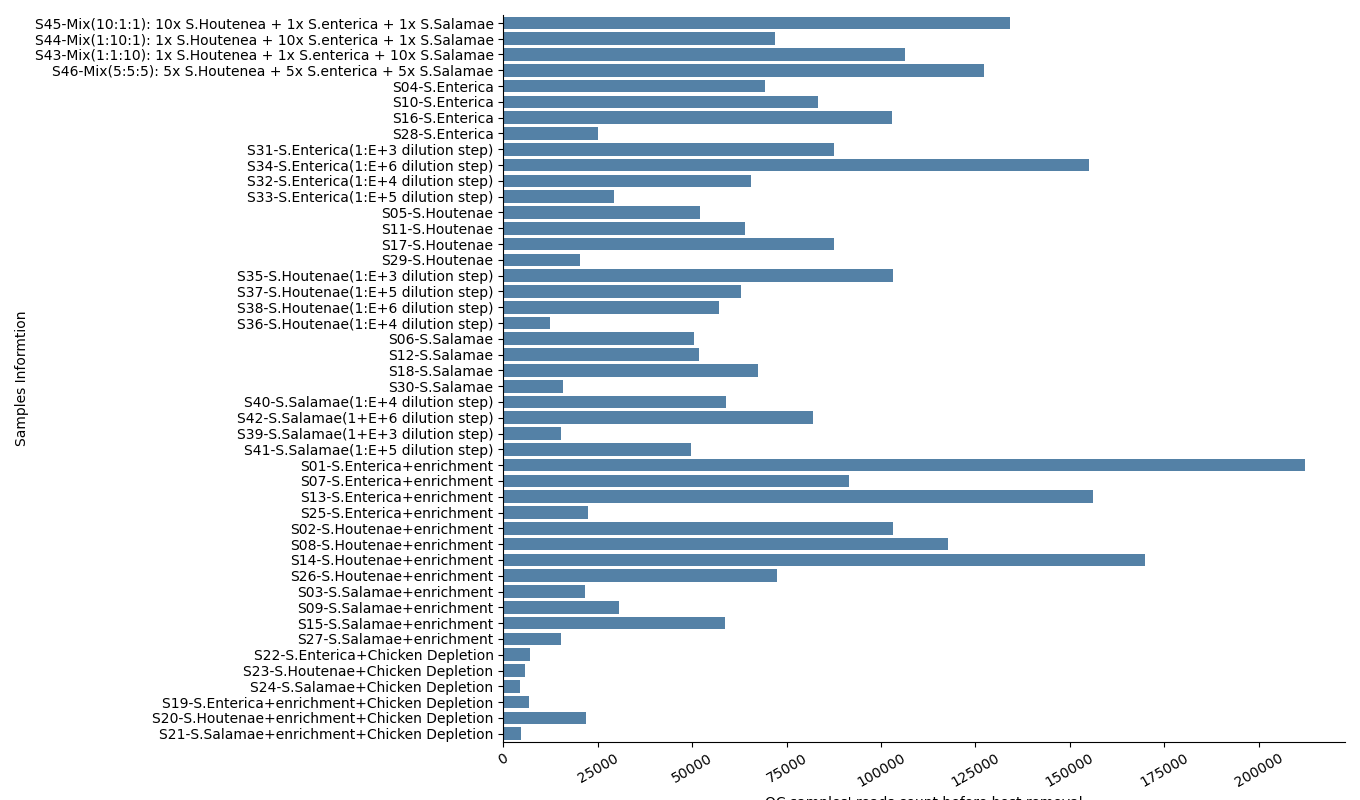 S45-Mix(10:1:1): 10x S.Houtenea + 1x S.enterica + 1x S.Salamae
S44-Mix(1:10:1): 1x S.Houtenea + 10x S.enterica + 1x S.Salamae
S43-Mix(1:1:10): 1x S.Houtenea + 1x S.enterica + 10x S.Salamae
S46-Mix(5:5:5): 5x S.Houtenea + 5x S.enterica + 5x S.Salamae
S04-S.Enterica
S10-S.Enterica
S16-S.Enterica
S28-S.Enterica
S31-S.Enterica(1:E+3 dilution step)
S34-S.Enterica(1:E+6 dilution step)
S32-S.Enterica(1:E+4 dilution step)
S33-S.Enterica(1:E+5 dilution step)
S05-S.Houtenae
S11-S.Houtenae
S17-S.Houtenae
S29-S.Houtenae
S35-S.Houtenae(1:E+3 dilution step)
S37-S.Houtenae(1:E+5 dilution step)
S38-S.Houtenae(1:E+6 dilution step)
S36-S.Houtenae(1:E+4 dilution step)
S06-S.Salamae
S12-S.Salamae
S18-S.Salamae
S30-S.Salamae
S40-S.Salamae(1:E+4 dilution step)
S42-S.Salamae(1+E+6 dilution step)
S39-S.Salamae(1+E+3 dilution step)
S41-S.Salamae(1:E+5 dilution step)
S01-S.Enterica+enrichment
S07-S.Enterica+enrichment
S13-S.Enterica+enrichment
S25-S.Enterica+enrichment
S02-S.Houtenae+enrichment
S08-S.Houtenae+enrichment
S14-S.Houtenae+enrichment
S26-S.Houtenae+enrichment
S03-S.Salamae+enrichment
S09-S.Salamae+enrichment
S15-S.Salamae+enrichment
S27-S.Salamae+enrichment
S22-S.Enterica+Chicken Depletion
S23-S.Houtenae+Chicken Depletion
S24-S.Salamae+Chicken Depletion
S19-S.Enterica+enrichment+Chicken Depletion
S20-S.Houtenae+enrichment+Chicken Depletion
S21-S.Salamae+enrichment+Chicken Depletion
Samples Informtion
0 25000 50000 75000 100000 125000 150000 175000 200000
QC samples' reads count before host removal